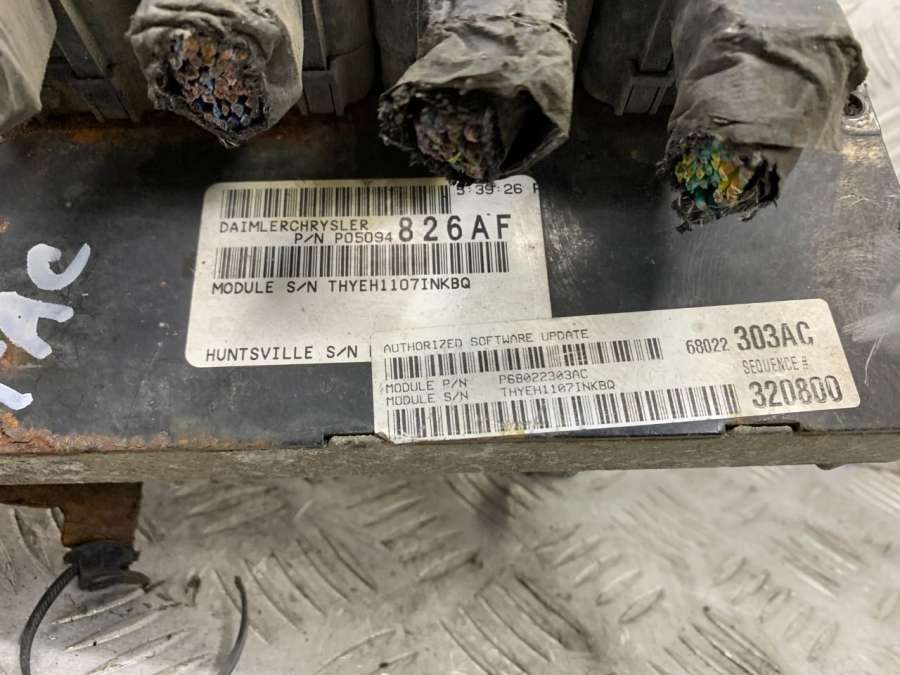 5:39:26
DAIMLERCHRYSLER
P/N P05094 826AF
MODULE S/N THYEH1107INKBQ
HUNTSVILLE S/N
AUTHORIZED SOFTWARE UPDATE
68022 303AC
MODULE P/N P68022303AC
SEQUENCE #
MODULE S/N THYEH1107INKBQ
320800
AC